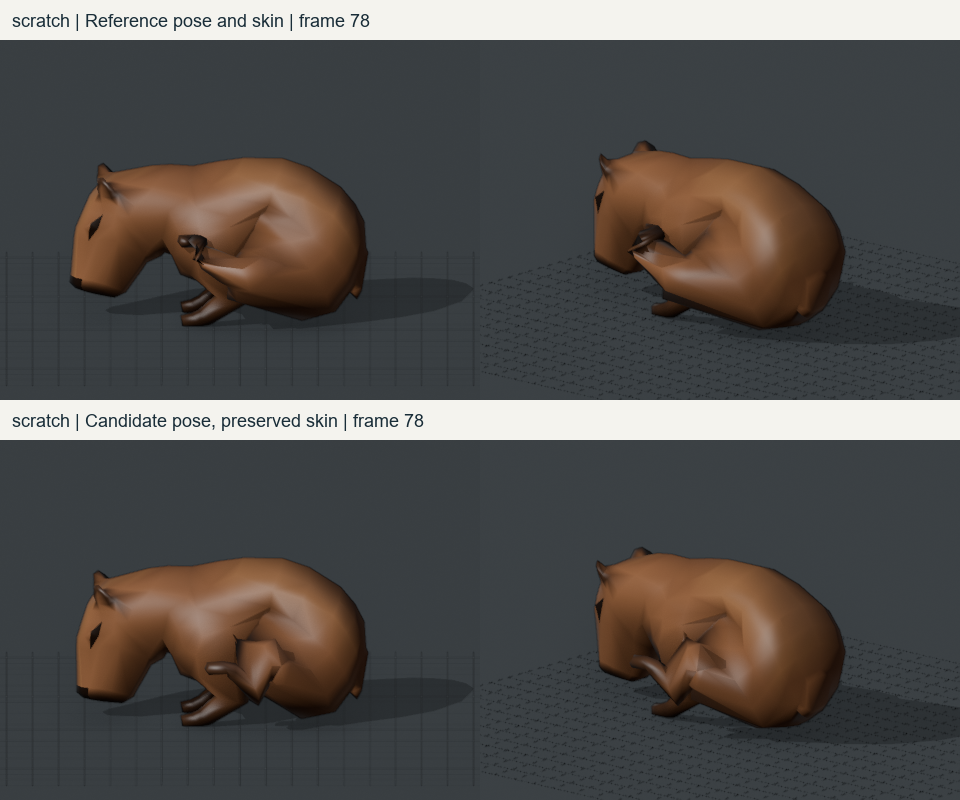 scratch | Reference pose and skin | frame 78
scratch | Candidate pose, preserved skin | frame 78